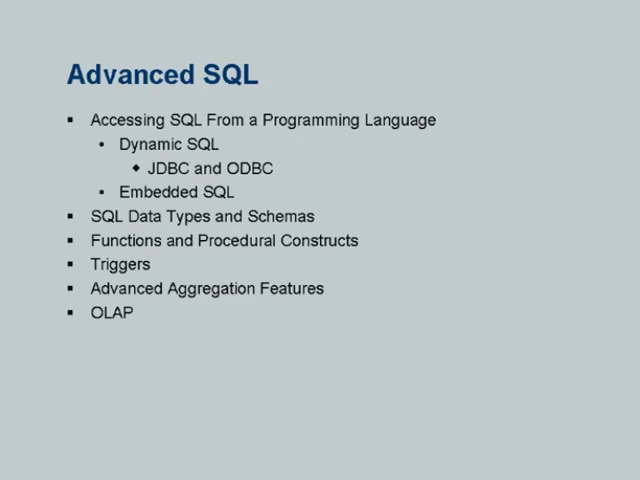 Advanced SQL
▪ Accessing SQL From a Programming Language
• Dynamic SQL
◆ JDBC and ODBC
• Embedded SQL
▪ SQL Data Types and Schemas
▪ Functions and Procedural Constructs
▪ Triggers
▪ Advanced Aggregation Features
▪ OLAP